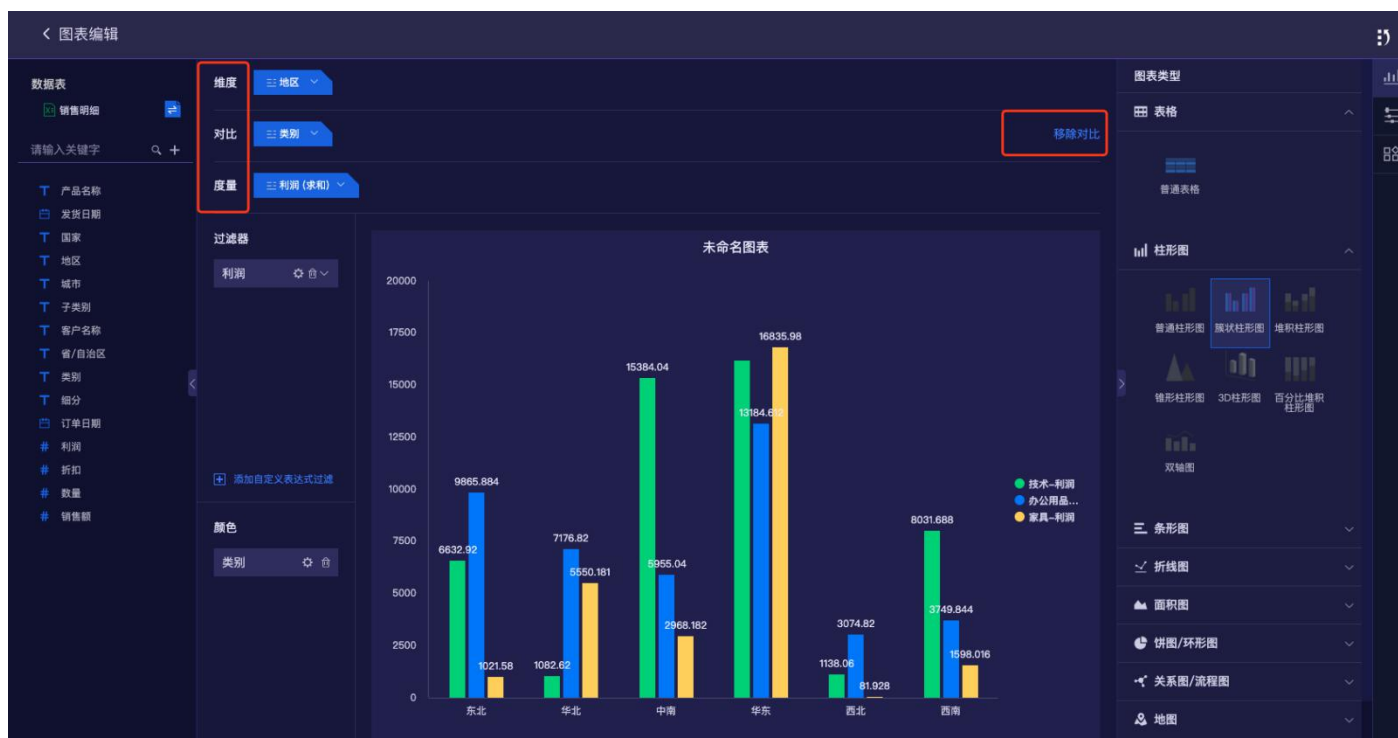 图表编辑
数据表
销售明细
请输入关键字
产品名称
发货日期
国家
地区
城市
子类别
客户名称
省/自治区
类别
细分
订单日期
利润
折扣
数量
销售额
维度
地区
对比
类别
移除对比
度量
利润 (求和)
过滤器
利润
添加自定义表达式过滤
颜色
类别
未命名图表
20000
17500
15000
12500
10000
7500
5000
2500
0
6632.92
9865.884
1021.58
1082.62
7176.82
5550.181
15384.04
5955.04
2968.182
13184.612
16835.98
1138.06
3074.82
81.928
8031.688
3749.844
1598.016
东北
华北
中南
华东
西北
西南
技术-利润
办公用品...
家具-利润
图表类型
表格
普通表格
柱形图
普通柱形图
簇状柱形图
堆积柱形图
锥形柱形图
3D柱形图
百分比堆积
柱形图
双轴图
条形图
折线图
面积图
饼图/环形图
关系图/流程图
地图